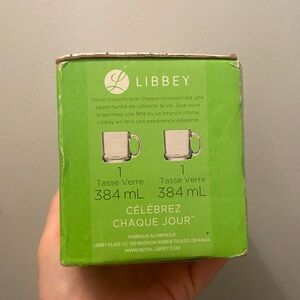 LIBBEY
Nous croyons que chaque occasion est une
opportunité de célébrer la vie. Que vous
organisiez une fête ou un brunch intime,
Libbey en fera une expérience élégante
1 1
Tasse Verre Tasse Verre
384 mL 384 mL
CÉLÉBREZ
CHAQUE JOUR™
FABRIQUÉ AU MEXIQUE
LIBBEY GLASS LLC, 933 MADISON AVENUE TOLEDO, OH 43604
WWW.RETAIL.LIBBEY.COM